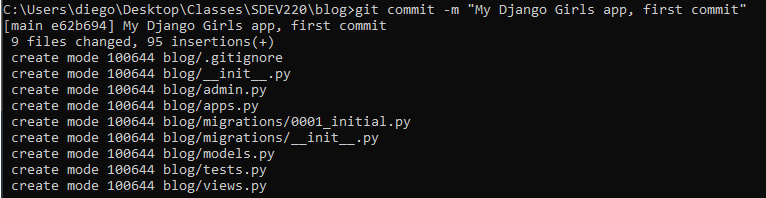 C:\Users\diego\Desktop\Classes\SDEV220\blog>git commit -m "My Django Girls app, first commit"
[main e62b694] My Django Girls app, first commit
 9 files changed, 95 insertions(+)
 create mode 100644 blog/.gitignore
 create mode 100644 blog/__init__.py
 create mode 100644 blog/admin.py
 create mode 100644 blog/apps.py
 create mode 100644 blog/migrations/0001_initial.py
 create mode 100644 blog/migrations/__init__.py
 create mode 100644 blog/models.py
 create mode 100644 blog/tests.py
 create mode 100644 blog/views.py